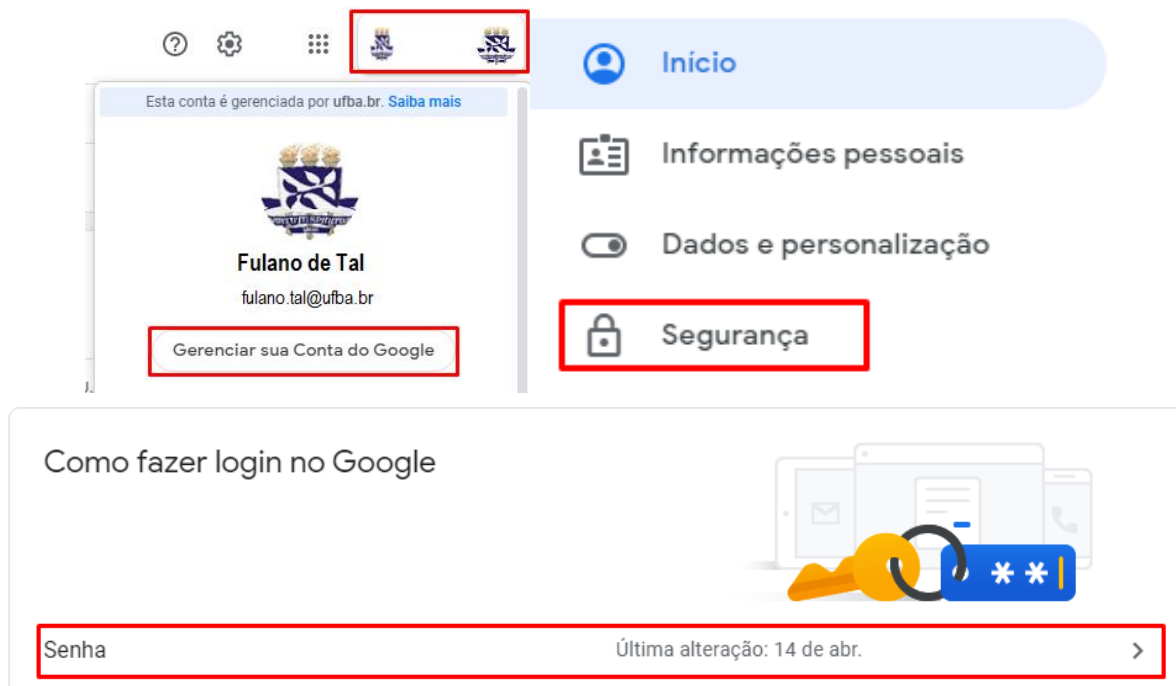 Esta conta é gerenciada por ufba.br. Saiba mais
Fulano de Tal
fulano.tal@ufba.br
Gerenciar sua Conta do Google
Início
Informações pessoais
Dados e personalização
Segurança
Como fazer login no Google
**
Senha
Última alteração: 14 de abr.